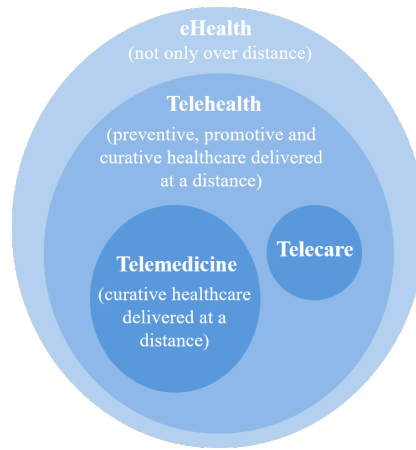 eHealth
(not only over distance)
Telehealth
(preventive, promotive and
curative healthcare delivered
at a distance)
Telemedicine
(curative healthcare
delivered at a
distance)
Telecare